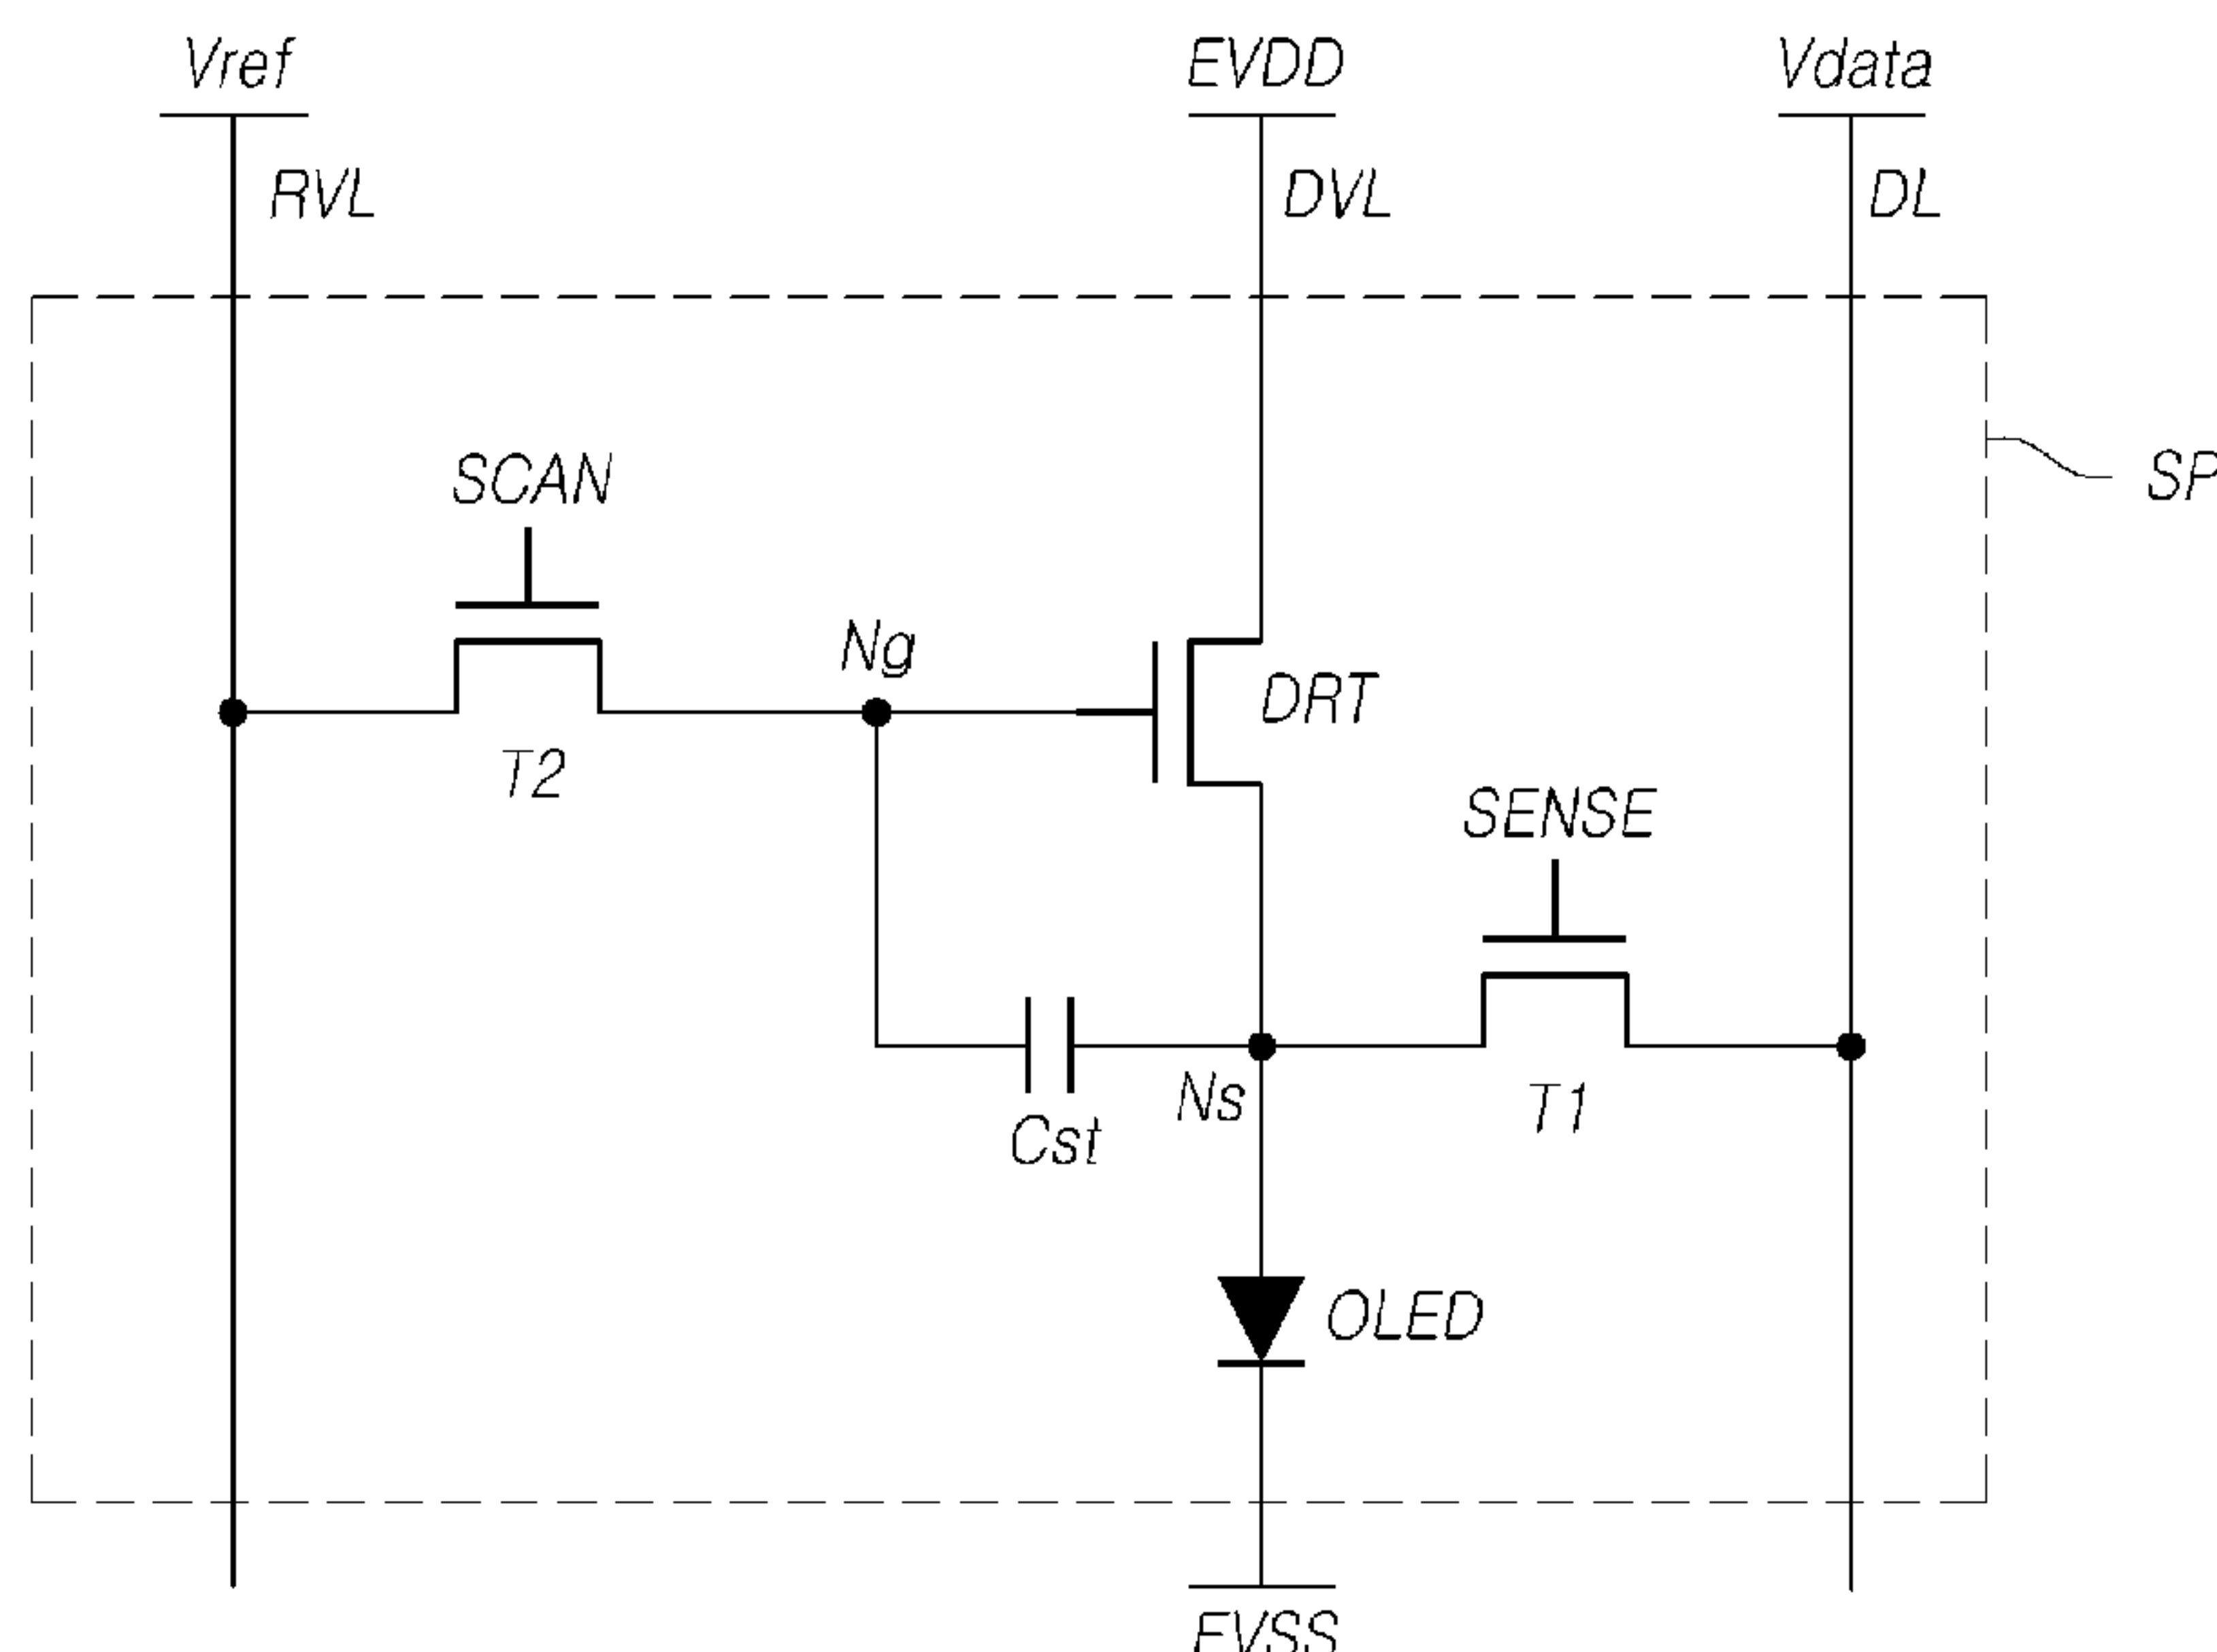 Vref
EVDD
Vdata
RVL
DVL
DL
SCAN
SP
Ng
DRT
T2
SENSE
Ns
T1
Cst
OLED
EVSS